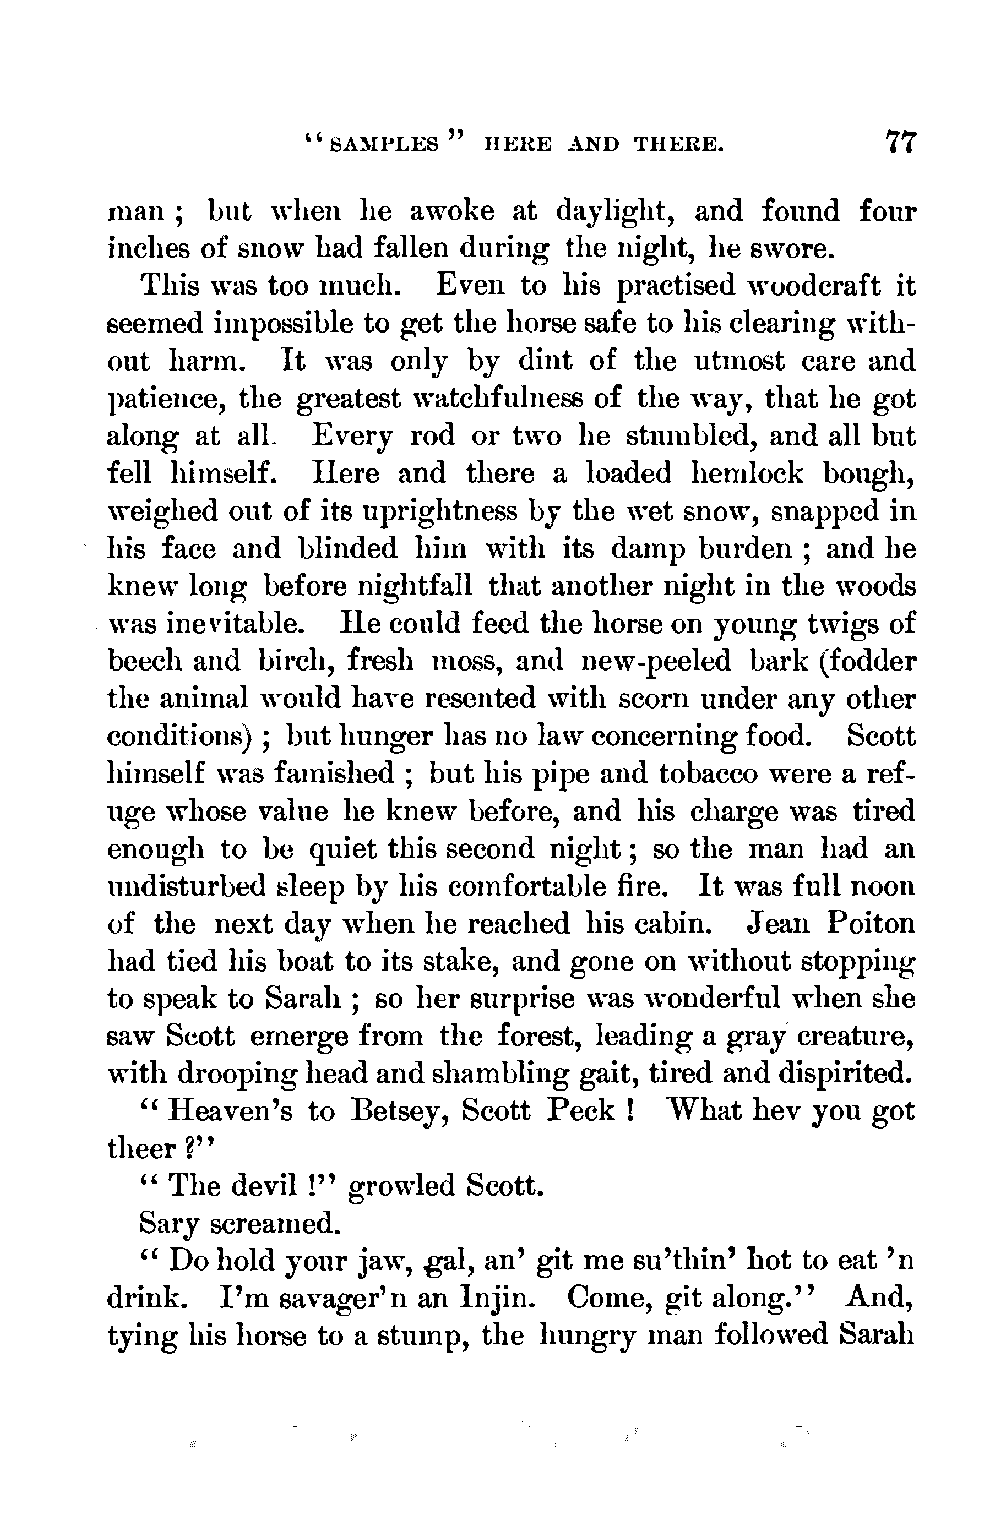 “SAMPLES” HERE AND THERE. 77
man ; but when he awoke at daylight, and found four
inches of snow had fallen during the night, he swore.
This was too much. Even to his practised woodcraft it
seemed impossible to get the horse safe to his clearing with-
out harm. It was only by dint of the utmost care and
patience, the greatest watchfulness of the way, that he got
along at all. Every rod or two he stumbled, and all but
fell himself. Here and there a loaded hemlock bough,
weighed out of its uprightness by the wet snow, snapped in
his face and blinded him with its damp burden ; and he
knew long before nightfall that another night in the woods
was inevitable. He could feed the horse on young twigs of
beech and birch, fresh moss, and new-peeled bark (fodder
the animal would have resented with scorn under any other
conditions) ; but hunger has no law concerning food. Scott
himself was famished ; but his pipe and tobacco were a ref-
uge whose value he knew before, and his charge was tired
enough to be quiet this second night ; so the man had an
undisturbed sleep by his comfortable fire. It was full noon
of the next day when he reached his cabin. Jean Poiton
had tied his boat to its stake, and gone on without stopping
to speak to Sarah ; so her surprise was wonderful when she
saw Scott emerge from the forest, leading a gray creature,
with drooping head and shambling gait, tired and dispirited.
“ Heaven’s to Betsey, Scott Peck ! What hev you got
theer ?”
“ The devil !” growled Scott.
Sary screamed.
“ Do hold your jaw, gal, an’ git me su’thin’ hot to eat ’n
drink. I’m savager’n an Injin. Come, git along.” And,
tying his horse to a stump, the hungry man followed Sarah